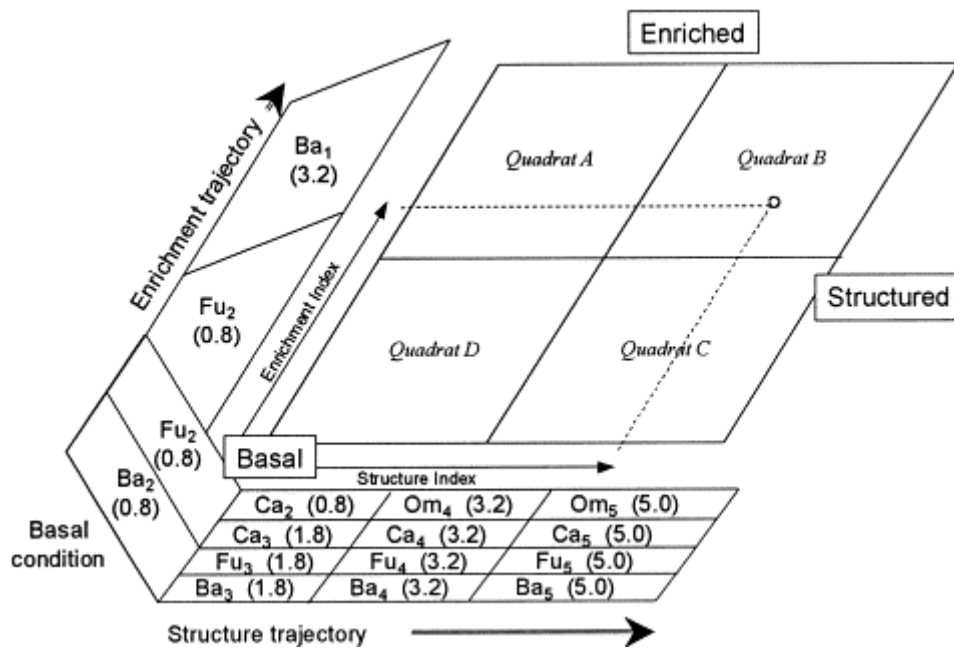 Enriched
Enrichment trajectory
Ba₁
(3.2)
Quadrat A
Quadrat B
Fu₂
(0.8)
Enrichment Index
Structured
Quadrat D
Quadrat C
Fu₂
(0.8)
Basal
Ba₂
(0.8)
Structure Index
Basal
condition
Ca₂ (0.8) Om₄ (3.2) Om₅ (5.0)
Ca₃ (1.8) Ca₄ (3.2) Ca₅ (5.0)
Fu₃ (1.8) Fu₄ (3.2) Fu₅ (5.0)
Ba₃ (1.8) Ba₄ (3.2) Ba₅ (5.0)
Structure trajectory